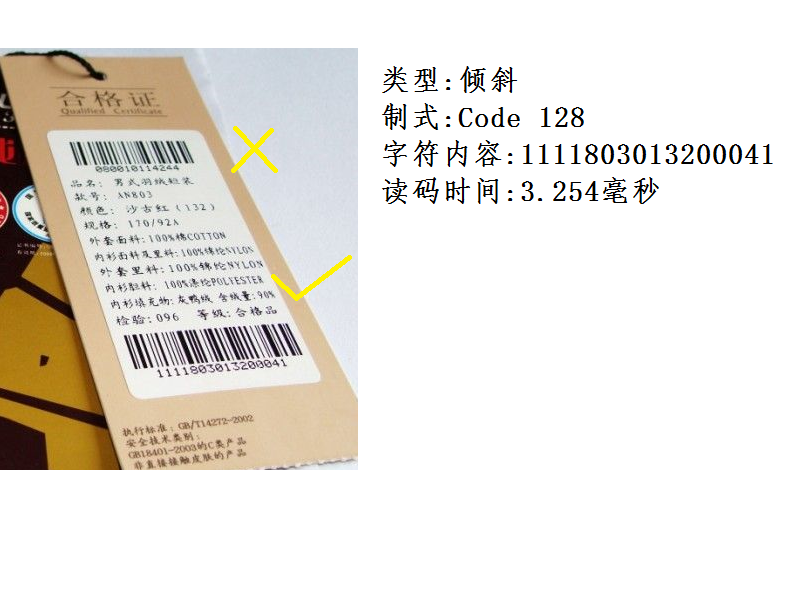 合格证
Qualified Certificate
080010114244
品名: 男式羽绒短装
款号: AN803
颜色: 沙古红(132)
规格: 170/92A
外套面料:100%棉COTTON
内衫面料及里料:100%锦纶NYLON
外套里料:100%锦纶NYLON
内衫胆料: 100%涤纶POLYESTER
内衫填充物:灰鸭绒 含绒量:90%
检验:096 等级:合格品
1111803013200041
执行标准: GB/T14272-2002
安全技术类别:
GB18401-2003的C类产品
非直接接触皮肤的产品
类型:倾斜
制式:Code 128
字符内容:1111803013200041
读码时间:3.254毫秒